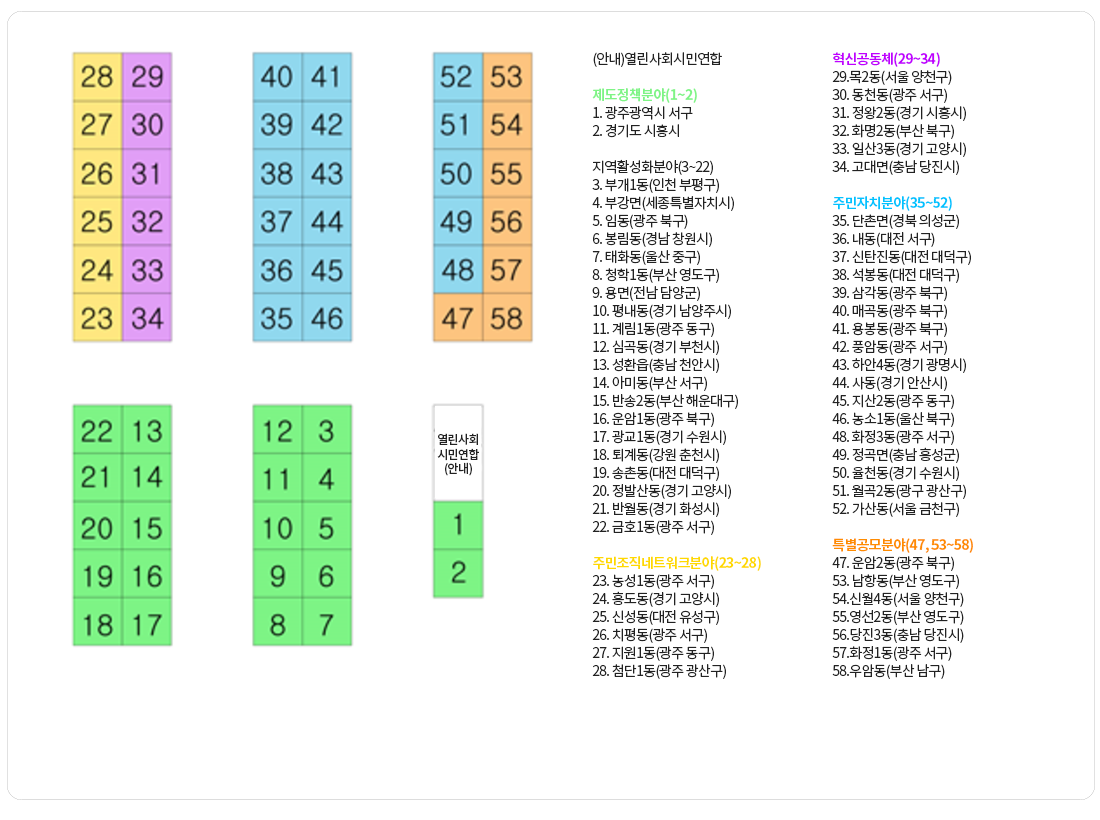 28 29
27 30
26 31
25 32
24 33
23 34
40 41
39 42
38 43
37 44
36 45
35 46
52 53
51 54
50 55
49 56
48 57
47 58
22 13
21 14
20 15
19 16
18 17
12 3
11 4
10 5
9 6
8 7
열린사회
시민연합
(안내)
1
2
(안내)열린사회시민연합
제도정책분야(1~2)
1. 광주광역시 서구
2. 경기도 시흥시
지역활성화분야(3~22)
3. 부개1동(인천 부평구)
4. 부강면(세종특별자치시)
5. 임동(광주 북구)
6. 봉림동(경남 창원시)
7. 태화동(울산 중구)
8. 청학1동(부산 영도구)
9. 용면(전남 담양군)
10. 평내동(경기 남양주시)
11. 계림1동(광주 동구)
12. 심곡동(경기 부천시)
13. 성환읍(충남 천안시)
14. 아미동(부산 서구)
15. 반송2동(부산 해운대구)
16. 운암1동(광주 북구)
17. 광교1동(경기 수원시)
18. 퇴계동(강원 춘천시)
19. 송촌동(대전 대덕구)
20. 정발산동(경기 고양시)
21. 반월동(경기 화성시)
22. 금호1동(광주 서구)
주민조직네트워크분야(23~28)
23. 농성1동(광주 서구)
24. 흥도동(경기 고양시)
25. 신성동(대전 유성구)
26. 치평동(광주 서구)
27. 지원1동(광주 동구)
28. 첨단1동(광주 광산구)
혁신공동체(29~34)
29.목2동(서울 양천구)
30. 동천동(광주 서구)
31. 정왕2동(경기 시흥시)
32. 화명2동(부산 북구)
33. 일산3동(경기 고양시)
34. 고대면(충남 당진시)
주민자치분야(35~52)
35. 단촌면(경북 의성군)
36. 내동(대전 서구)
37. 신탄진동(대전 대덕구)
38. 석봉동(대전 대덕구)
39. 삼각동(광주 북구)
40. 매곡동(광주 북구)
41. 용봉동(광주 북구)
42. 풍암동(광주 서구)
43. 하안4동(경기 광명시)
44. 사동(경기 안산시)
45. 지산2동(광주 동구)
46. 농소1동(울산 북구)
48. 화정3동(광주 서구)
49. 정곡면(충남 홍성군)
50. 율천동(경기 수원시)
51. 월곡2동(광구 광산구)
52. 가산동(서울 금천구)
특별공모분야(47, 53~58)
47. 운암2동(광주 북구)
53. 남항동(부산 영도구)
54.신월4동(서울 양천구)
55.영선2동(부산 영도구)
56.당진3동(충남 당진시)
57.화정1동(광주 서구)
58.우암동(부산 남구)